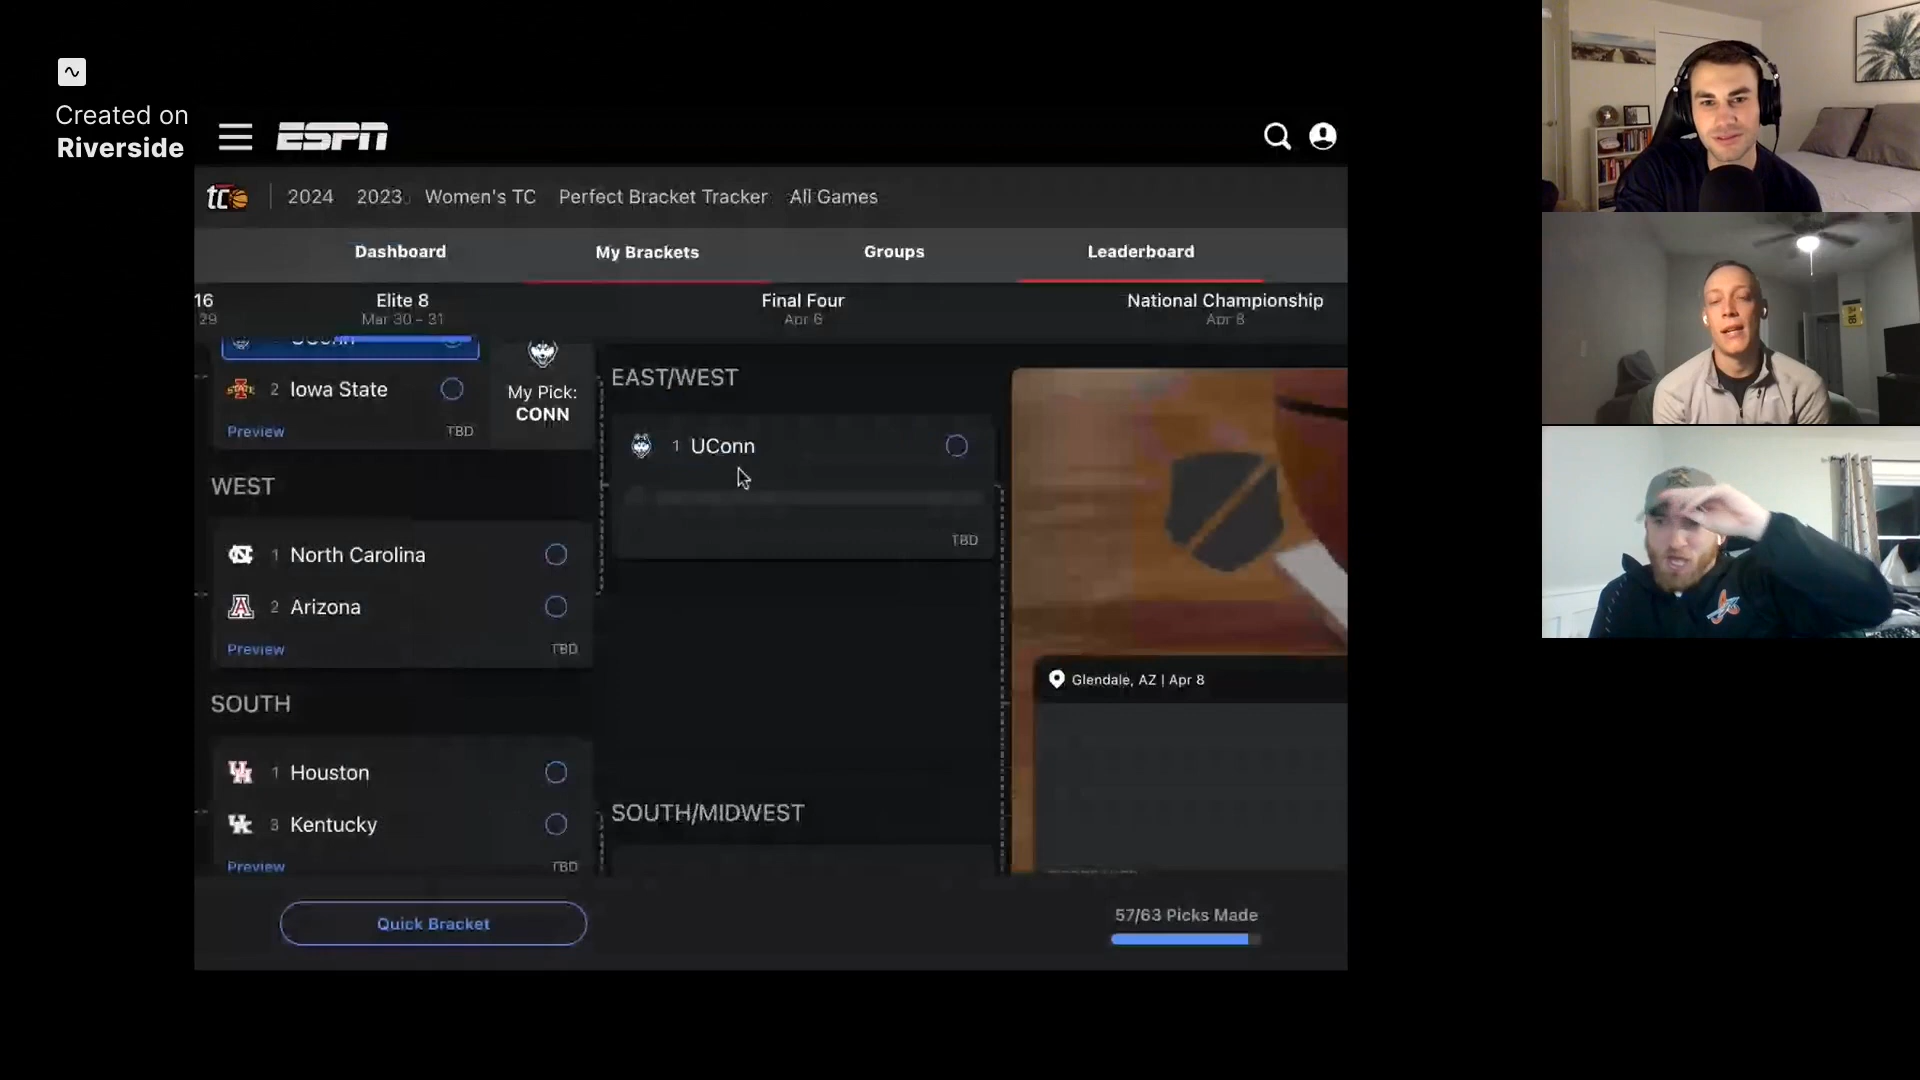 Created on
Riverside
ESPN
tc
2024 2023 Women's TC Perfect Bracket Tracker All Games
Dashboard My Brackets Groups Leaderboard
16 Elite 8 Final Four National Championship
29 Mar 30 - 31 Apr 6 Apr 8
UConn
2 Iowa State
Preview TBD
My Pick:
CONN
EAST/WEST
1 UConn
TBD
WEST
1 North Carolina
2 Arizona
Preview TBD
SOUTH
1 Houston
3 Kentucky
Preview TBD
SOUTH/MIDWEST
Glendale, AZ | Apr 8
Quick Bracket
57/63 Picks Made